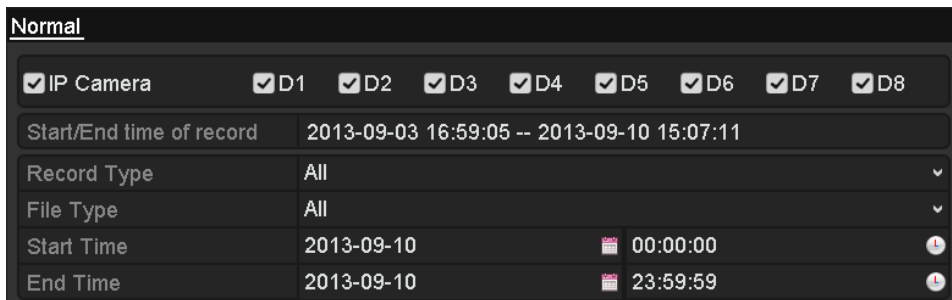 Normal
IP Camera D1 D2 D3 D4 D5 D6 D7 D8
Start/End time of record 2013-09-03 16:59:05 -- 2013-09-10 15:07:11
Record Type All
File Type All
Start Time 2013-09-10 00:00:00
End Time 2013-09-10 23:59:59